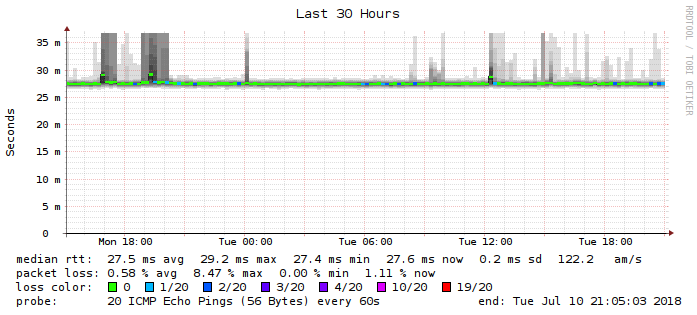 Last 30 Hours
RRDTOOL / TOBI OETIKER
Seconds
35 m
30 m
25 m
20 m
15 m
10 m
5 m
0
Mon 18:00 Tue 00:00 Tue 06:00 Tue 12:00 Tue 18:00
median rtt: 27.5 ms avg 29.2 ms max 27.4 ms min 27.6 ms now 0.2 ms sd 122.2 am/s
packet loss: 0.58 % avg 8.47 % max 0.00 % min 1.11 % now
loss color: 0 1/20 2/20 3/20 4/20 10/20 19/20
probe: 20 ICMP Echo Pings (56 Bytes) every 60s end: Tue Jul 10 21:05:03 2018